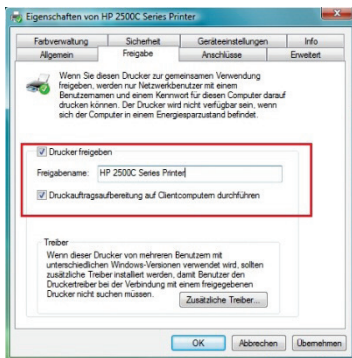 Eigenschaften von HP 2500C Series Printer
Farbverwaltung Sicherheit Geräteeinstellungen Info
Allgemein Freigabe Anschlüsse Erweitert
Wenn Sie diesen Drucker zur gemeinsamen Verwendung
freigeben, werden nur Netzwerkbenutzer mit einem
Benutzernamen und einem Kennwort für diesen Computer darauf
drucken können. Der Drucker wird nicht verfügbar sein, wenn
sich der Computer in einem Energiesparzustand befindet.
Drucker freigeben
Freigabename: HP 2500C Series Printer
Druckauftragsaufbereitung auf Clientcomputern durchführen
Treiber
Wenn dieser Drucker von mehreren Benutzern mit
unterschiedlichen Windows-Versionen verwendet wird, sollten
zusätzliche Treiber installiert werden, damit Benutzer den
Druckertreiber bei der Verbindung mit einem freigegebenen
Drucker nicht suchen müssen.
Zusätzliche Treiber...
OK Abbrechen Übernehmen